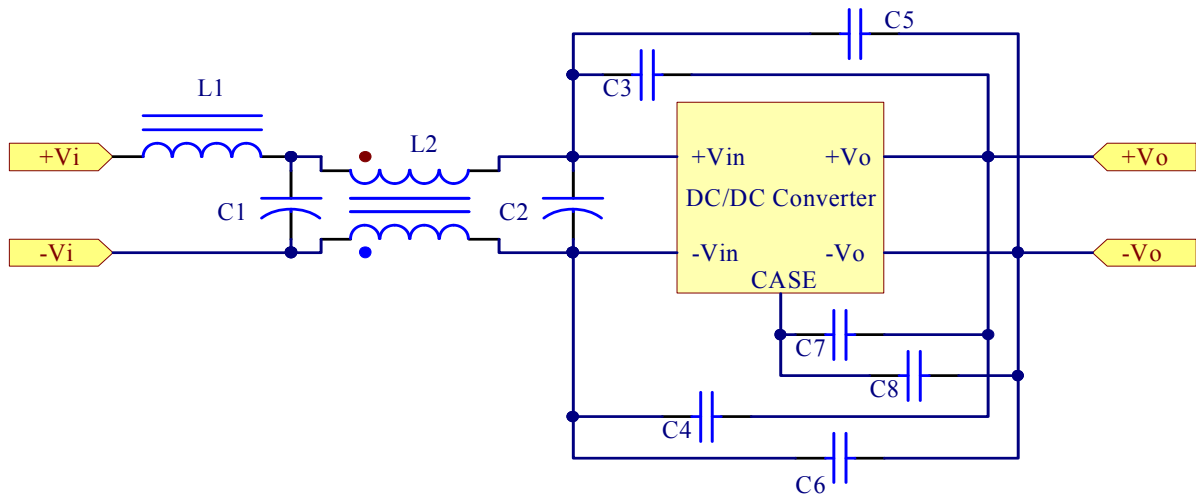 C5
C3
L1
L2
+Vi
+Vin
+Vo
+Vo
DC/DC Converter
C1
C2
-Vi
-Vin
-Vo
-Vo
CASE
C7
C8
C4
C6